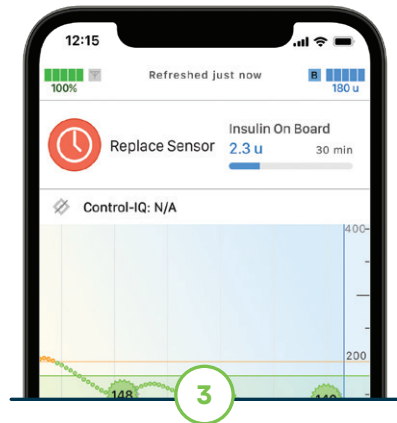 12:15
100%
T
Refreshed just now
B
180 u
Replace Sensor
Insulin On Board
2.3 u
30 min
Control-IQ: N/A
400
200
148
3